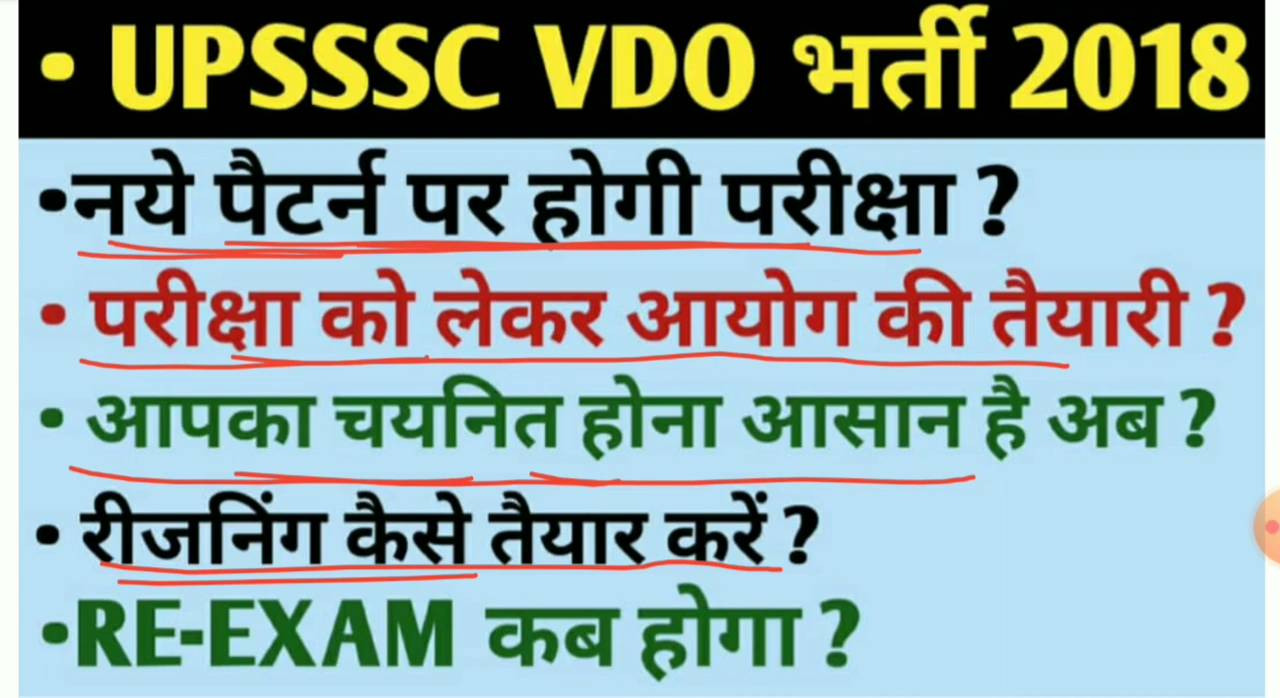 • UPSSSC VDO भर्ती 2018
•नये पैटर्न पर होगी परीक्षा ?
• परीक्षा को लेकर आयोग की तैयारी ?
• आपका चयनित होना आसान है अब ?
• रीजनिंग कैसे तैयार करें ?
•RE-EXAM कब होगा ?